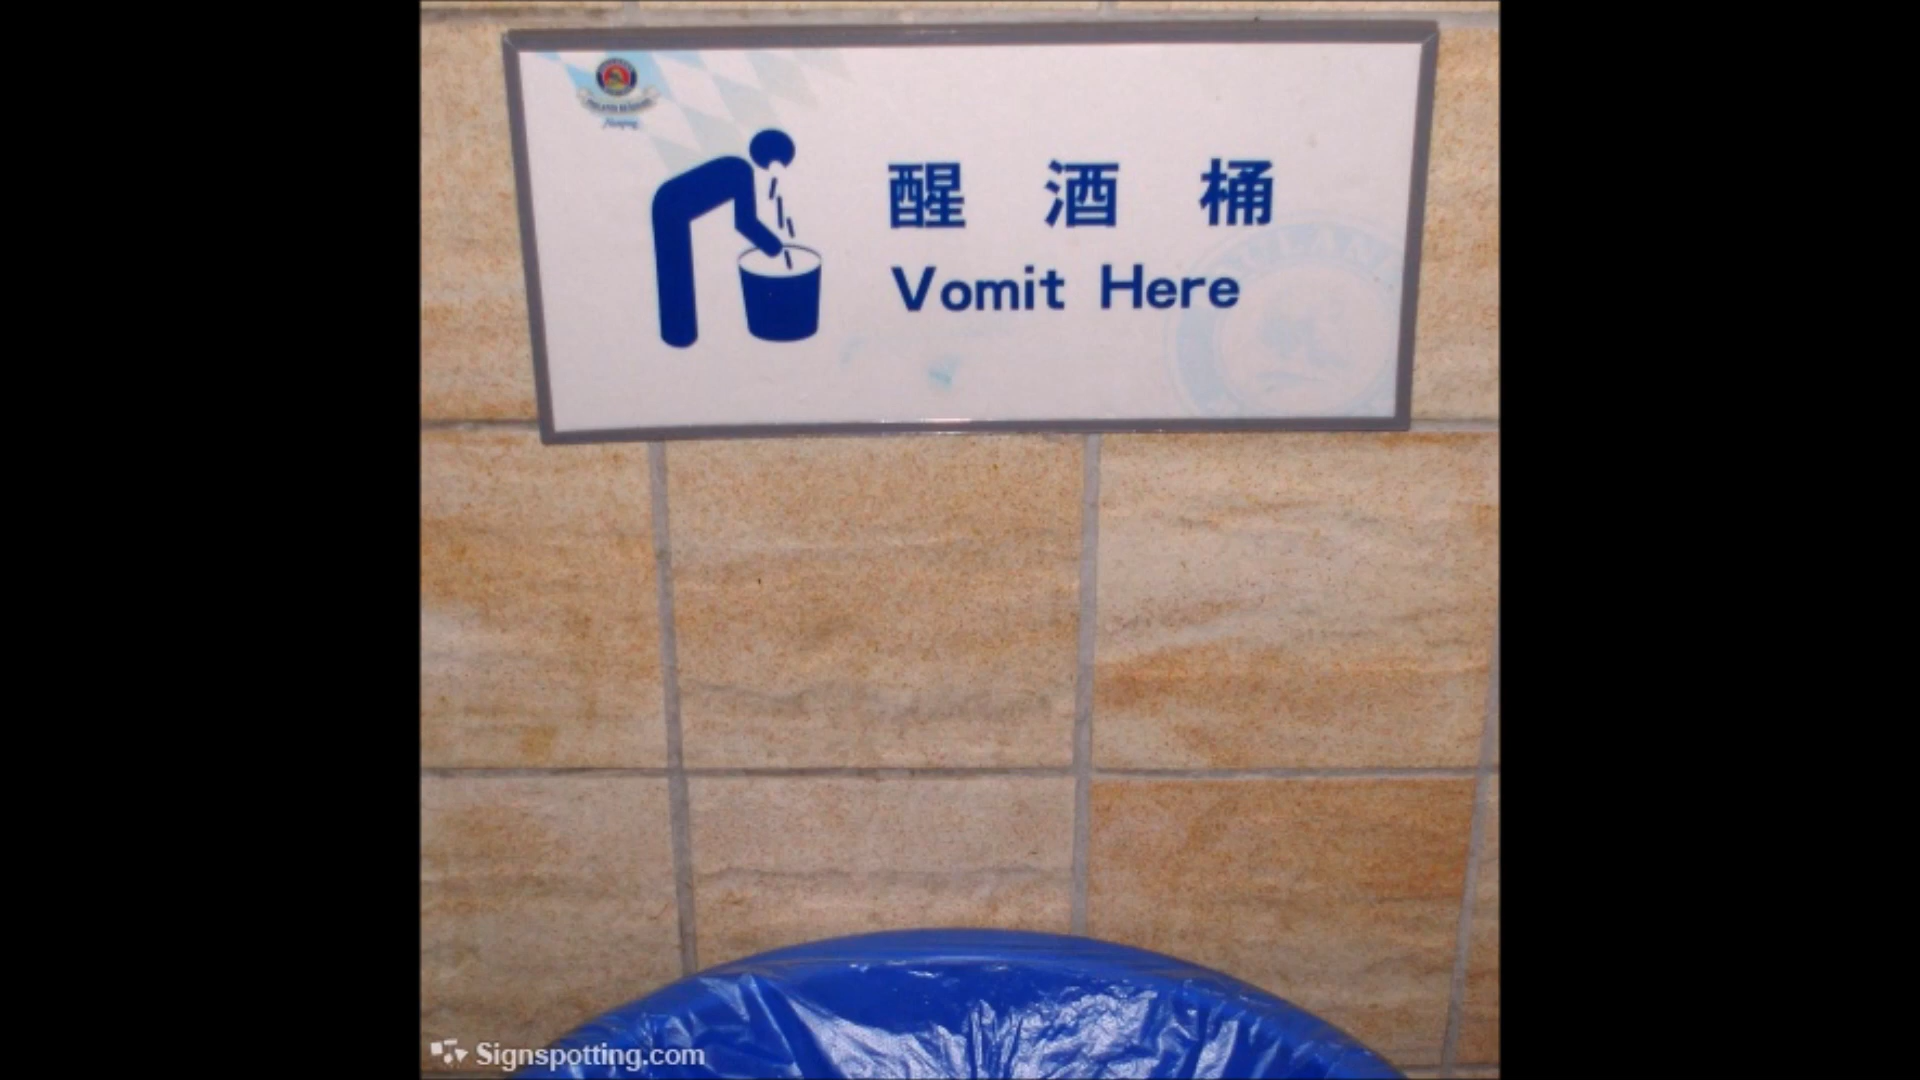 醒 酒 桶
Vomit Here
Signspotting.com